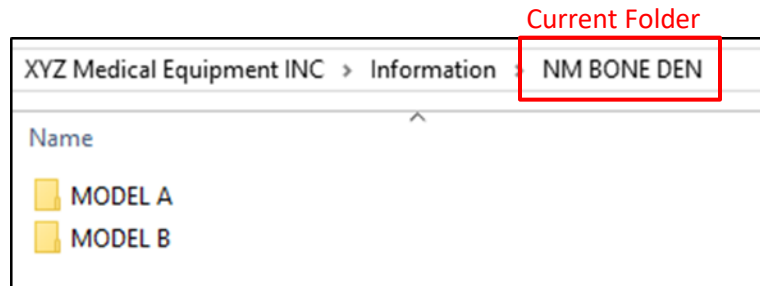 Current Folder
XYZ Medical Equipment INC > Information > NM BONE DEN
Name
MODEL A
MODEL B